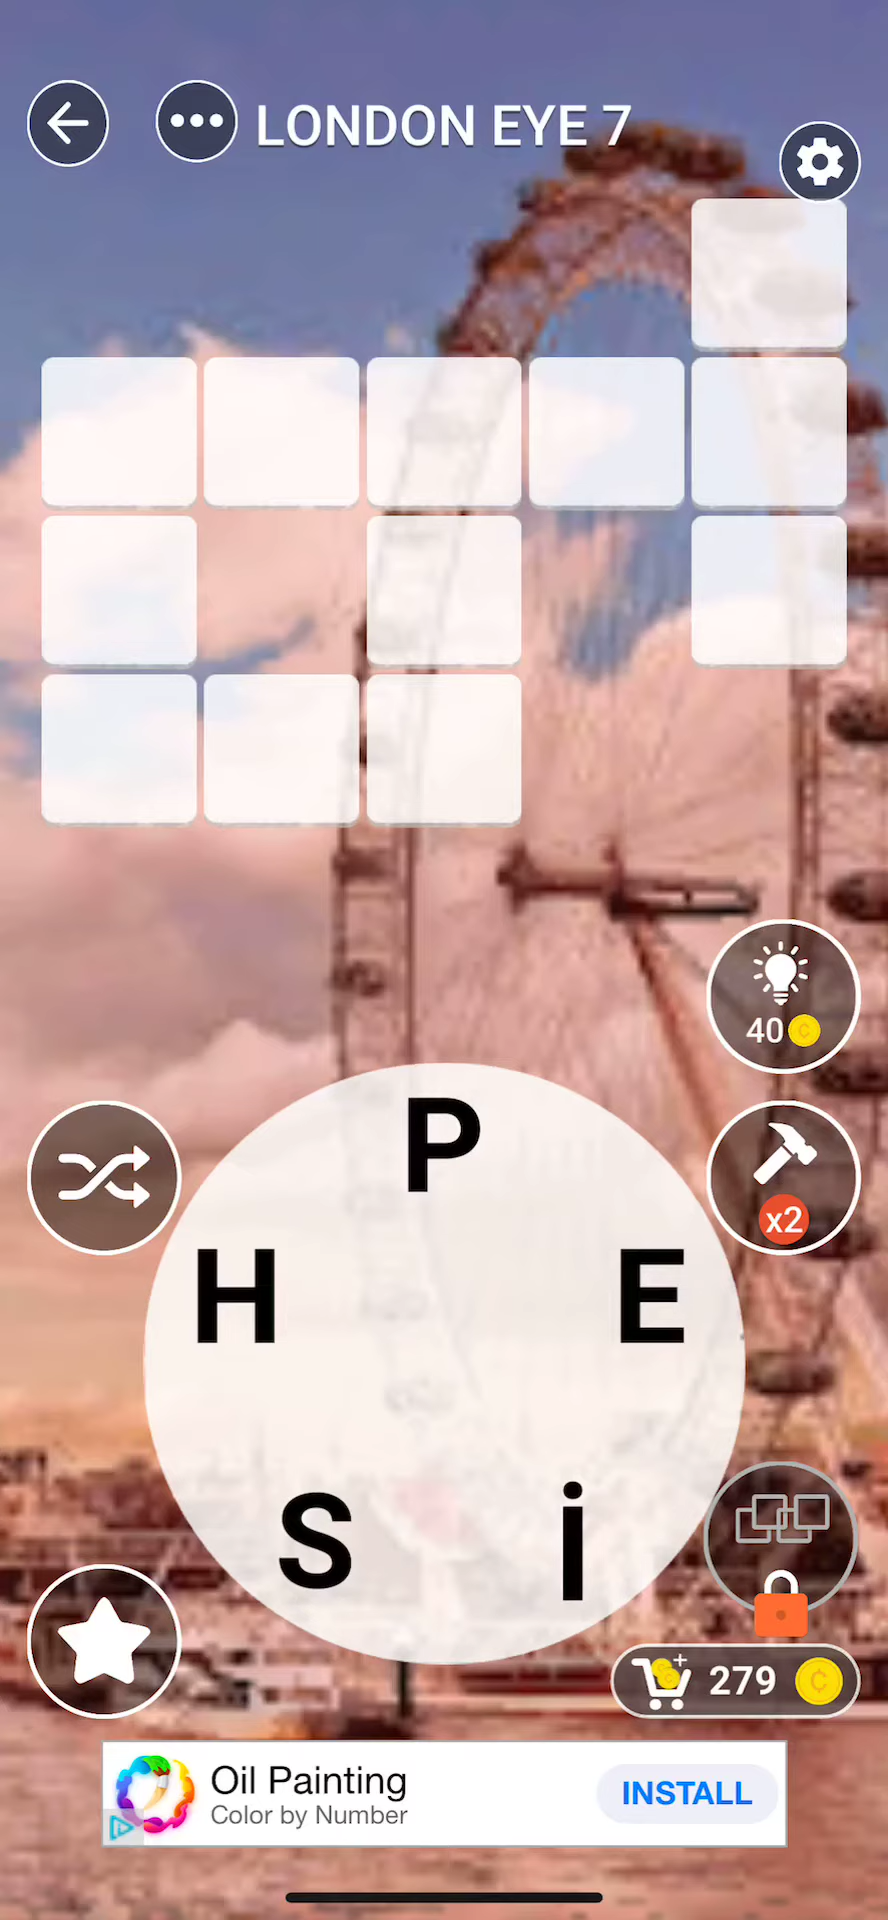 LONDON EYE 7
40
x2
P
H
E
S
İ
279
Oil Painting
Color by Number
INSTALL